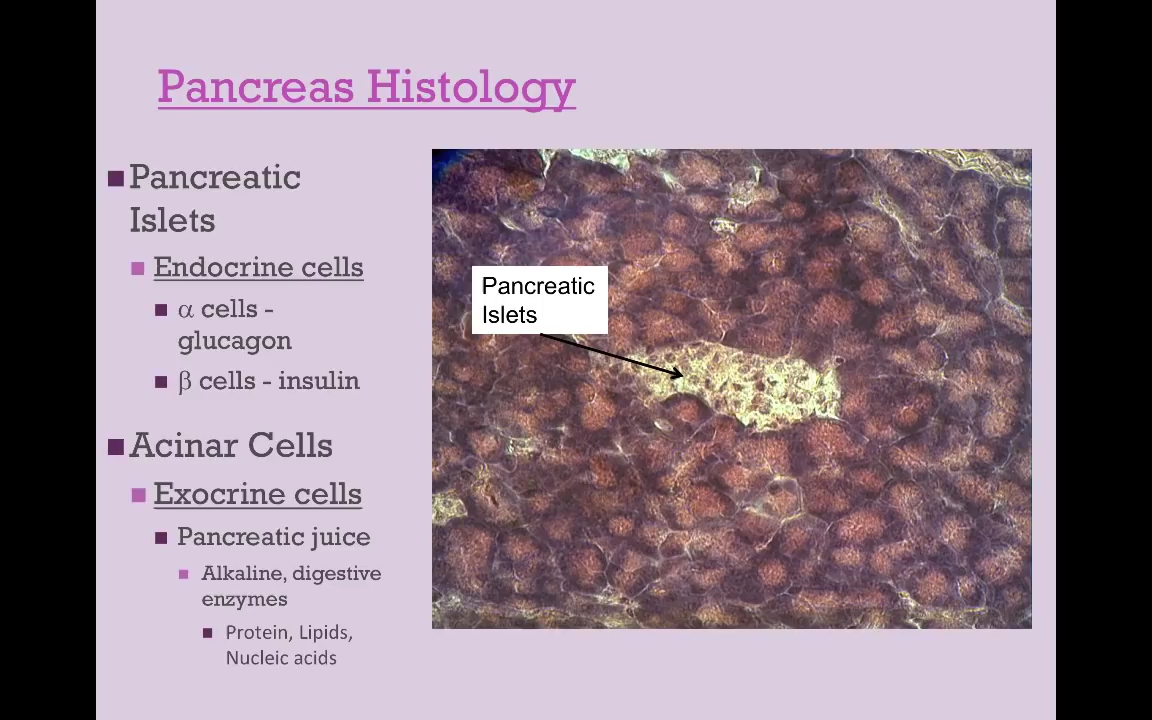 Pancreas Histology
Pancreatic
Islets
Endocrine cells
α cells -
glucagon
β cells - insulin
Acinar Cells
Exocrine cells
Pancreatic juice
Alkaline, digestive
enzymes
Protein, Lipids,
Nucleic acids
Pancreatic
Islets